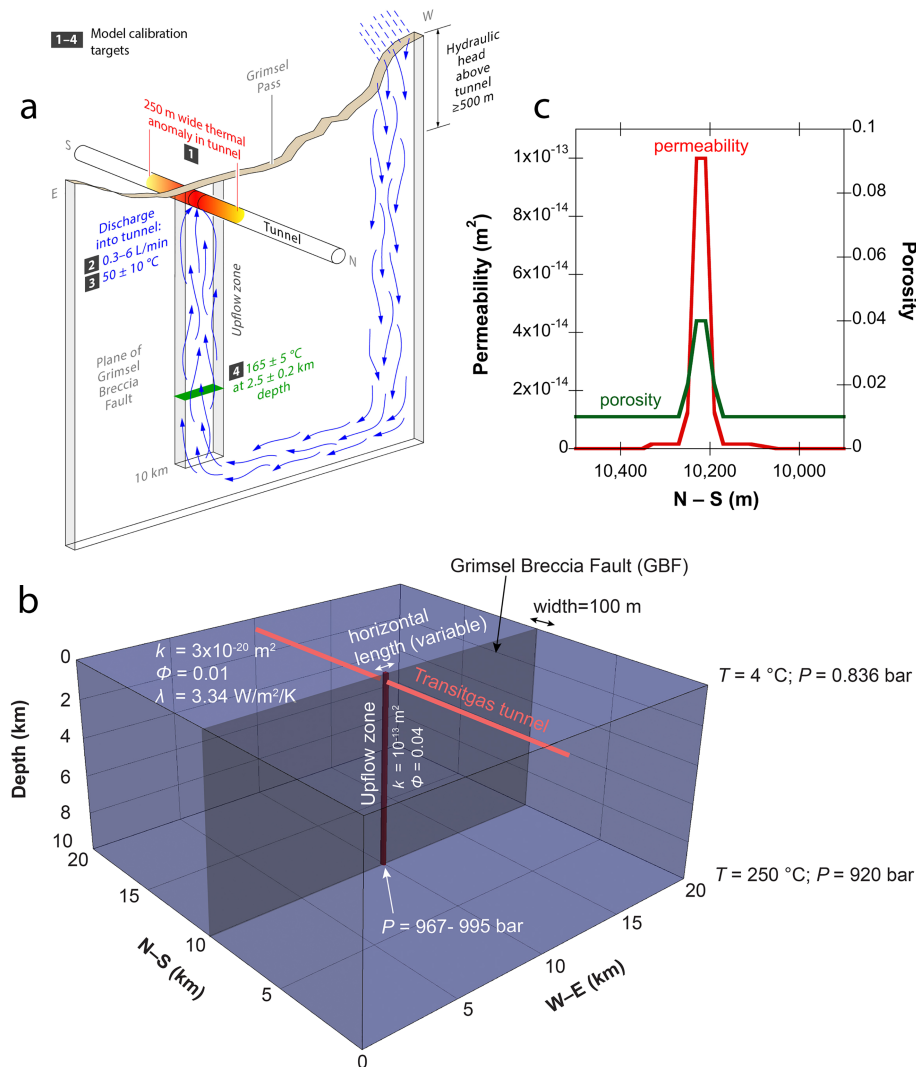 1–4 Model calibration
targets
a
W
Hydraulic
head
above
tunnel
≥500 m
Grimsel
Pass
250 m wide thermal
anomaly in tunnel
1
S
E
Discharge
into tunnel:
2 0.3–6 L/min
3 50 ± 10 °C
Tunnel
N
Upflow zone
Plane of
Grimsel
Breccia
Fault
4 165 ± 5 °C
at 2.5 ± 0.2 km
depth
10 km
c
permeability
porosity
Permeability (m²)
1x10⁻¹³
8x10⁻¹⁴
6x10⁻¹⁴
4x10⁻¹⁴
2x10⁻¹⁴
0
0.1
0.08
0.06
0.04
0.02
0
Porosity
10,400
10,200
10,000
N – S (m)
b
Grimsel Breccia Fault (GBF)
width=100 m
horizontal
length (variable)
k = 3x10⁻²⁰ m²
Φ = 0.01
λ = 3.34 W/m²/K
Transitgas tunnel
Upflow zone
k = 10⁻¹³ m²
Φ = 0.04
T = 4 °C; P = 0.836 bar
T = 250 °C; P = 920 bar
P = 967- 995 bar
Depth (km)
0
2
4
6
8
10
20
15
10
5
0
N–S (km)
5
10
15
20
W–E (km)